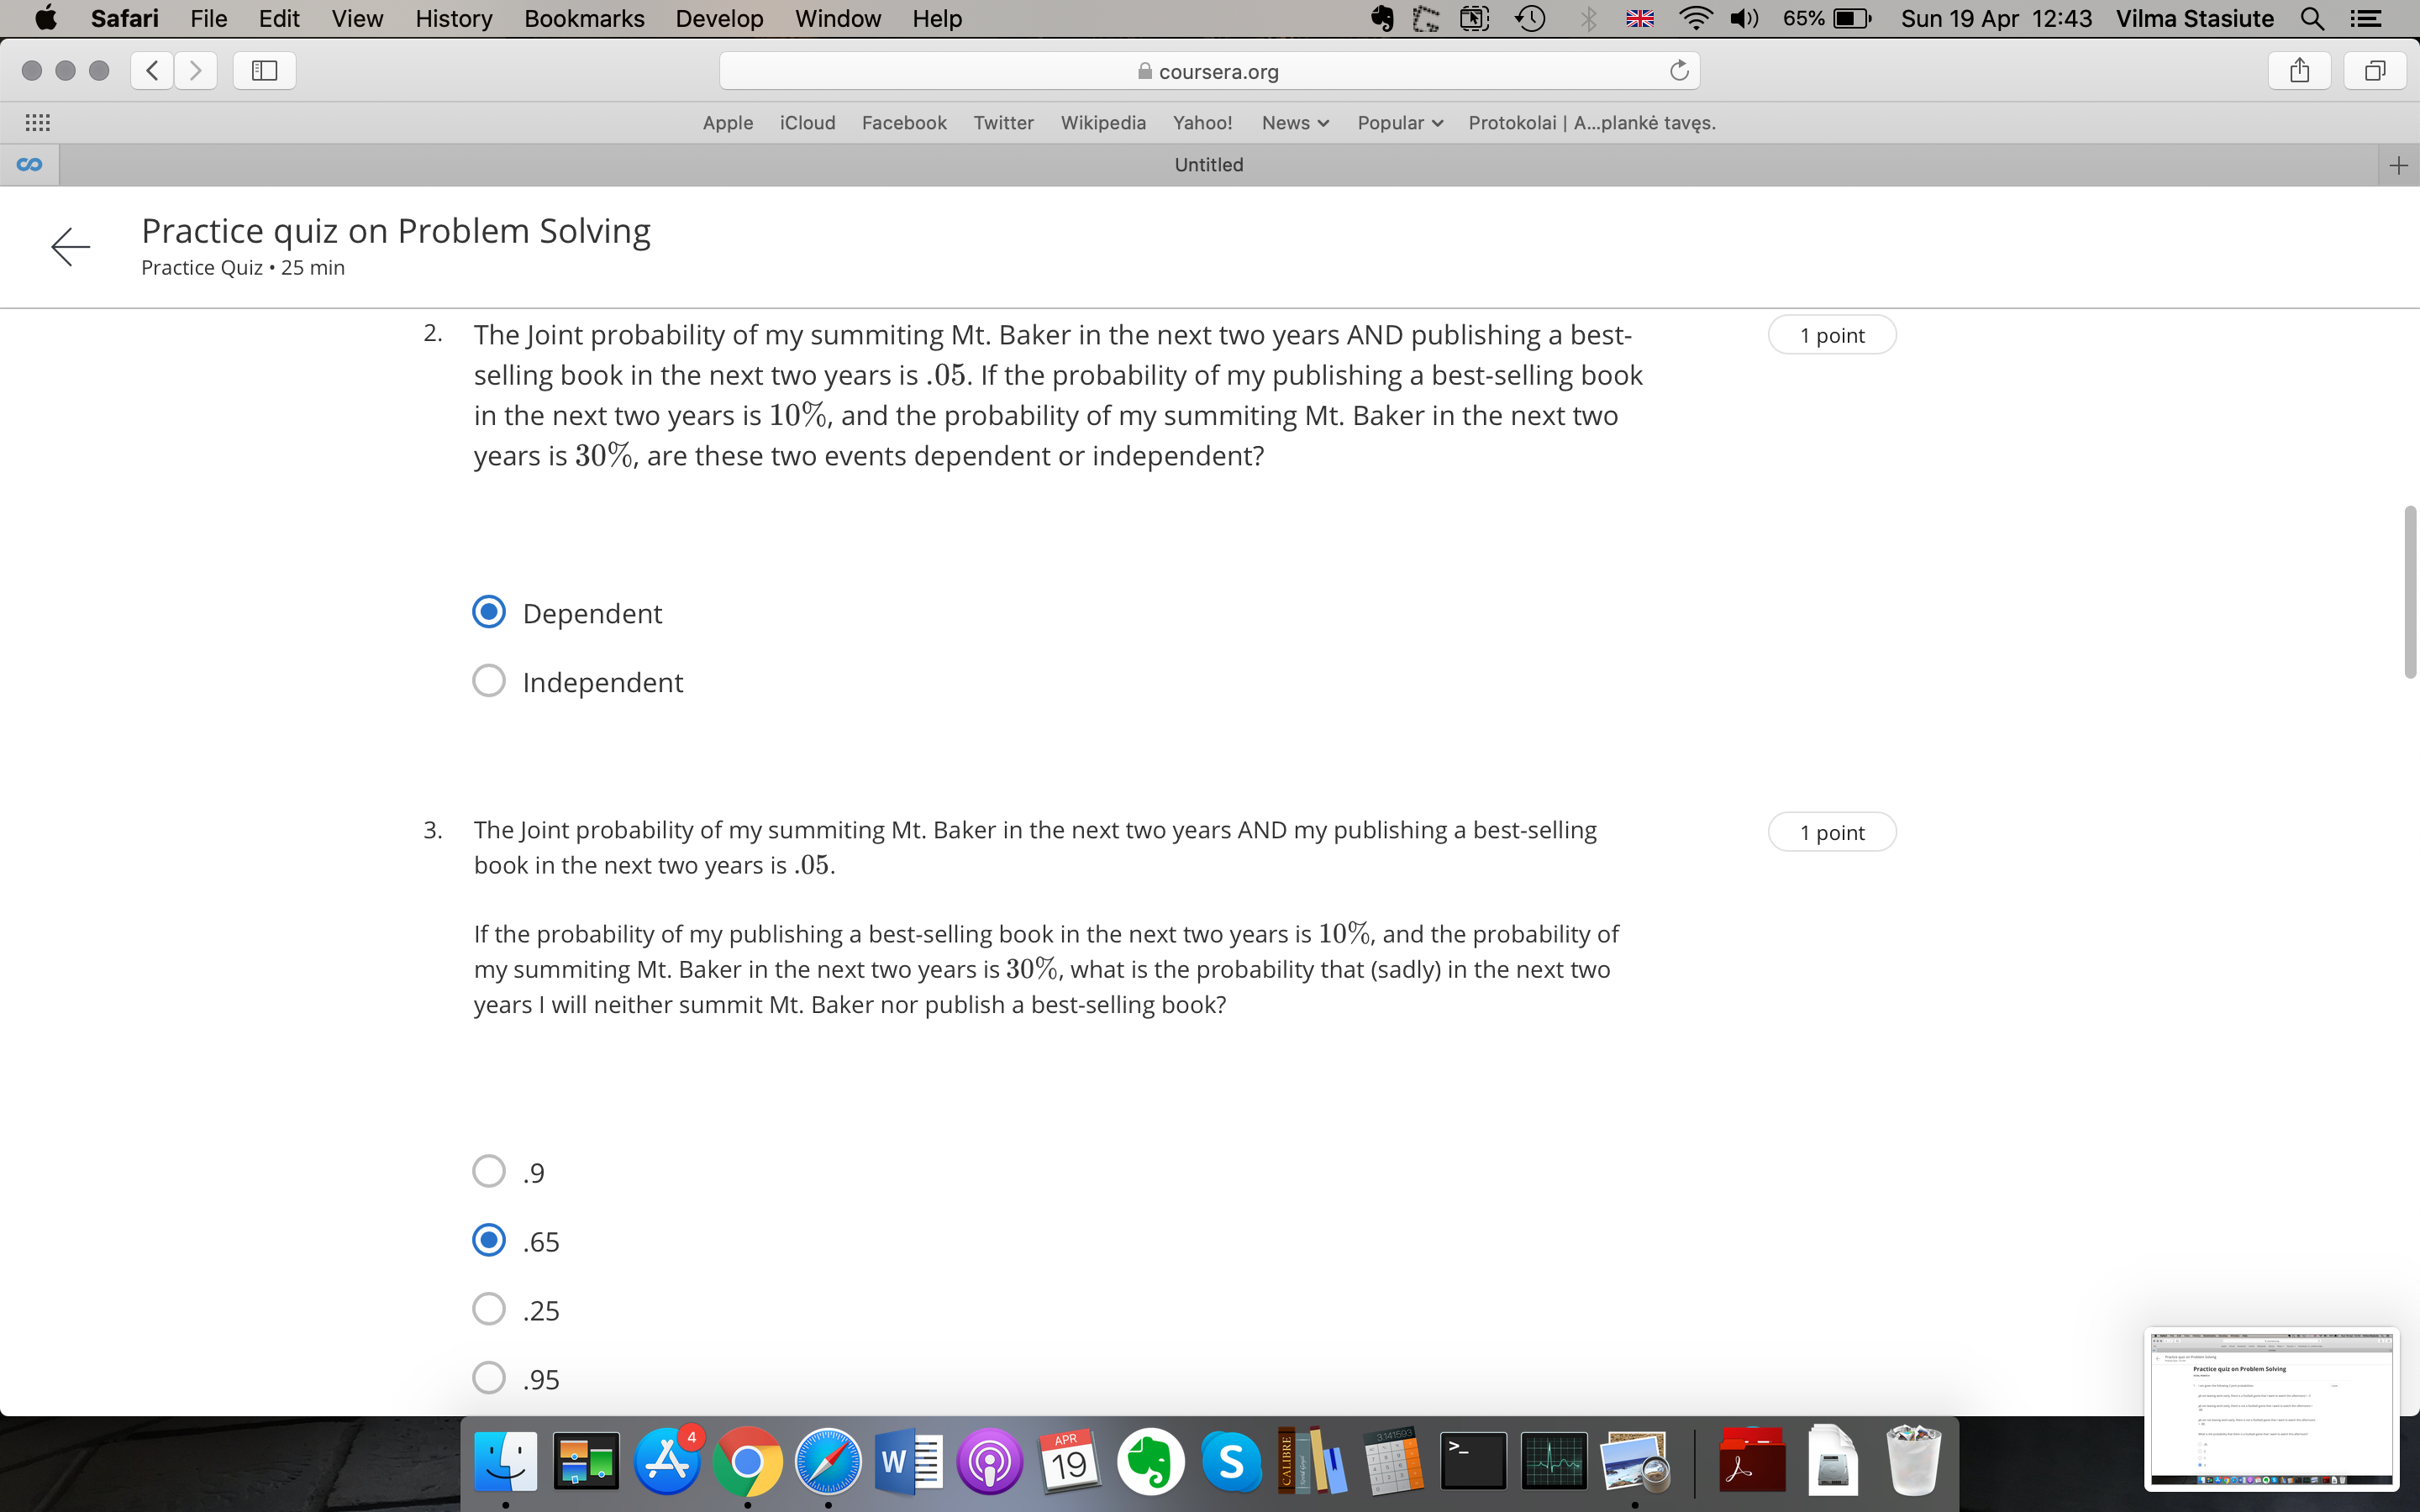 Safari File Edit View History Bookmarks Develop Window Help 65% Sun 19 Apr 12:43 Vilma Stasiute
coursera.org
Apple iCloud Facebook Twitter Wikipedia Yahoo! News Popular Protokolai | A...plankė tavęs.
Untitled
Practice quiz on Problem Solving
Practice Quiz • 25 min
2. The Joint probability of my summiting Mt. Baker in the next two years AND publishing a best-
selling book in the next two years is .05. If the probability of my publishing a best-selling book
in the next two years is 10%, and the probability of my summiting Mt. Baker in the next two
years is 30%, are these two events dependent or independent?
1 point
Dependent
Independent
3. The Joint probability of my summiting Mt. Baker in the next two years AND my publishing a best-selling
book in the next two years is .05.
1 point
If the probability of my publishing a best-selling book in the next two years is 10%, and the probability of
my summiting Mt. Baker in the next two years is 30%, what is the probability that (sadly) in the next two
years I will neither summit Mt. Baker nor publish a best-selling book?
.9
.65
.25
.95
Practice quiz on Problem Solving
4
W
APR
19
S
CALIBRE
3.141593
>_